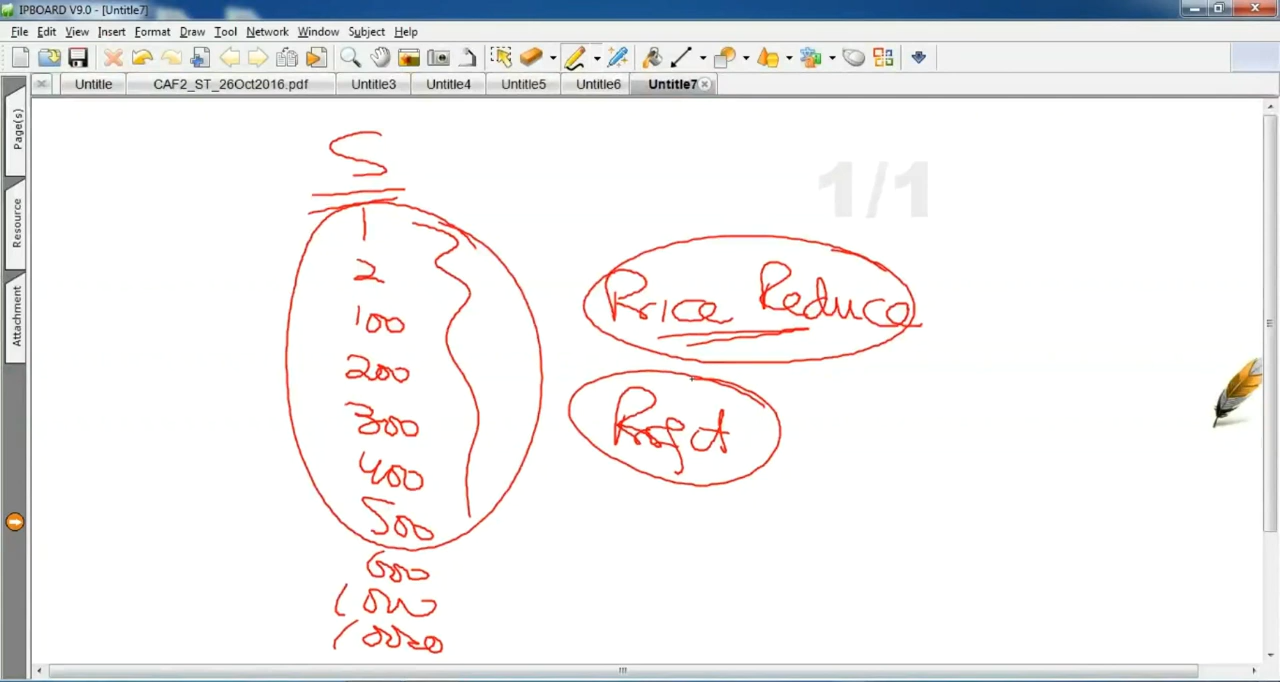 IPBOARD V9.0 - [Untitle7]
File Edit View Insert Format Draw Tool Network Window Subject Help
Untitle CAF2_ST_26Oct2016.pdf Untitle3 Untitle4 Untitle5 Untitle6 Untitle7
Page(s)
Resource
Attachment
1/1
S
1
2
100
200
300
400
500
600
1000
10000
Price Reduce
Profit